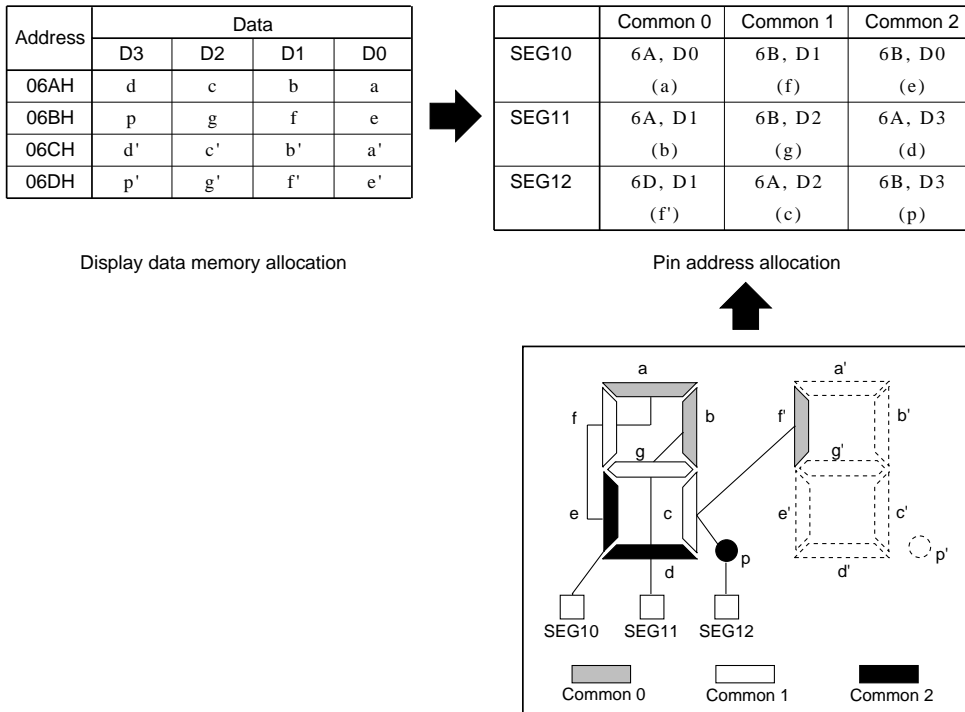 Address Data
D3 D2 D1 D0
06AH d c b a
06BH p g f e
06CH d' c' b' a'
06DH p' g' f' e'
Display data memory allocation
Common 0 Common 1 Common 2
SEG10 6A, D0 6B, D1 6B, D0
(a) (f) (e)
SEG11 6A, D1 6B, D2 6A, D3
(b) (g) (d)
SEG12 6D, D1 6A, D2 6B, D3
(f') (c) (p)
Pin address allocation
a a'
f b f' b'
g g'
e c e' c'
p p'
d d'
SEG10 SEG11 SEG12
Common 0 Common 1 Common 2